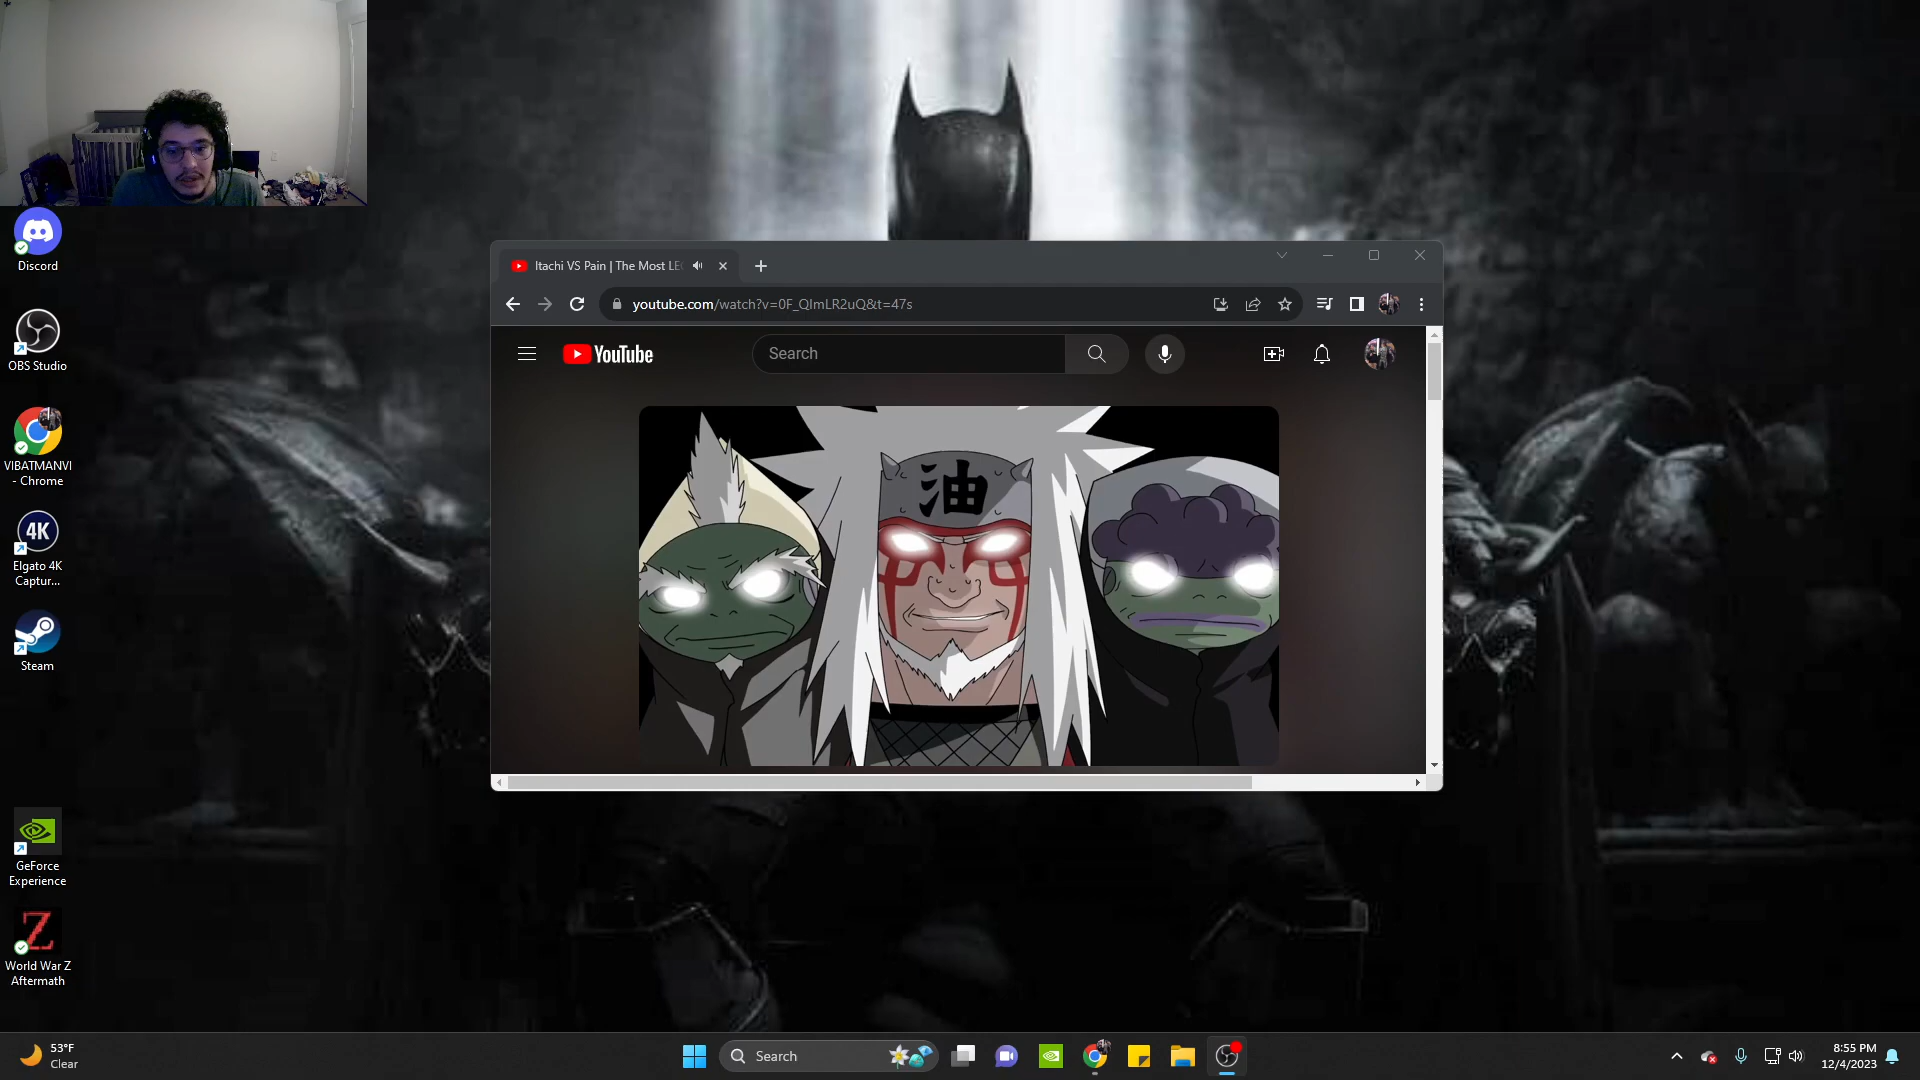 Discord
OBS Studio
VIBATMANVI
- Chrome
4K
Elgato 4K
Captur...
Steam
GeForce
Experience
Z
World War Z
Aftermath
Itachi VS Pain | The Most LE
youtube.com/watch?v=0F_QlmLR2uQ&t=47s
YouTube
Search
油
53°F
Clear
Search
8:55 PM
12/4/2023